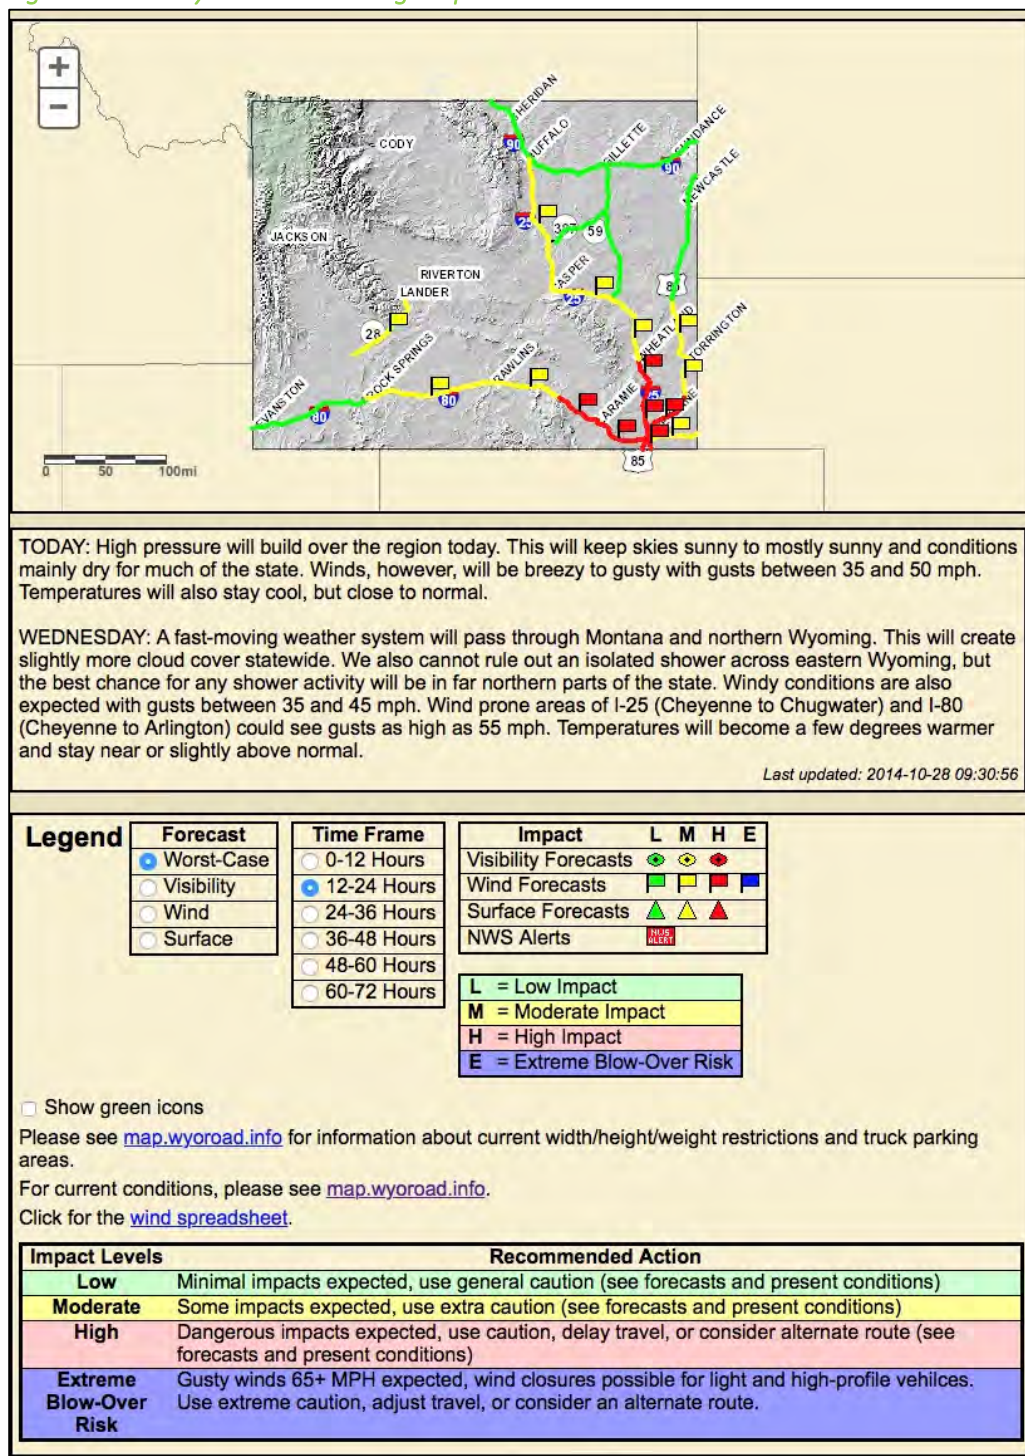 +
−
SHERIDAN
90
BUFFALO
GILLETTE
SUNDANCE
90
NEWCASTLE
CODY
25
387
59
JACKSON
RIVERTON
LANDER
CASPER
25
85
28
ROCK SPRINGS
RAWLINS
WHEATLAND
TORRINGTON
EVANSTON
80
80
LARAMIE
25
85
0 50 100mi
TODAY: High pressure will build over the region today. This will keep skies sunny to mostly sunny and conditions
mainly dry for much of the state. Winds, however, will be breezy to gusty with gusts between 35 and 50 mph.
Temperatures will also stay cool, but close to normal.
WEDNESDAY: A fast-moving weather system will pass through Montana and northern Wyoming. This will create
slightly more cloud cover statewide. We also cannot rule out an isolated shower across eastern Wyoming, but
the best chance for any shower activity will be in far northern parts of the state. Windy conditions are also
expected with gusts between 35 and 45 mph. Wind prone areas of I-25 (Cheyenne to Chugwater) and I-80
(Cheyenne to Arlington) could see gusts as high as 55 mph. Temperatures will become a few degrees warmer
and stay near or slightly above normal.
Last updated: 2014-10-28 09:30:56
Legend
Forecast
Worst-Case
Visibility
Wind
Surface
Time Frame
0-12 Hours
12-24 Hours
24-36 Hours
36-48 Hours
48-60 Hours
60-72 Hours
Impact L M H E
Visibility Forecasts
Wind Forecasts
Surface Forecasts
NWS Alerts NWS ALERT
L = Low Impact
M = Moderate Impact
H = High Impact
E = Extreme Blow-Over Risk
Show green icons
Please see map.wyoroad.info for information about current width/height/weight restrictions and truck parking
areas.
For current conditions, please see map.wyoroad.info.
Click for the wind spreadsheet.
Impact Levels Recommended Action
Low Minimal impacts expected, use general caution (see forecasts and present conditions)
Moderate Some impacts expected, use extra caution (see forecasts and present conditions)
High Dangerous impacts expected, use caution, delay travel, or consider alternate route (see
forecasts and present conditions)
Extreme Gusty winds 65+ MPH expected, wind closures possible for light and high-profile vehilces.
Blow-Over Use extreme caution, adjust travel, or consider an alternate route.
Risk